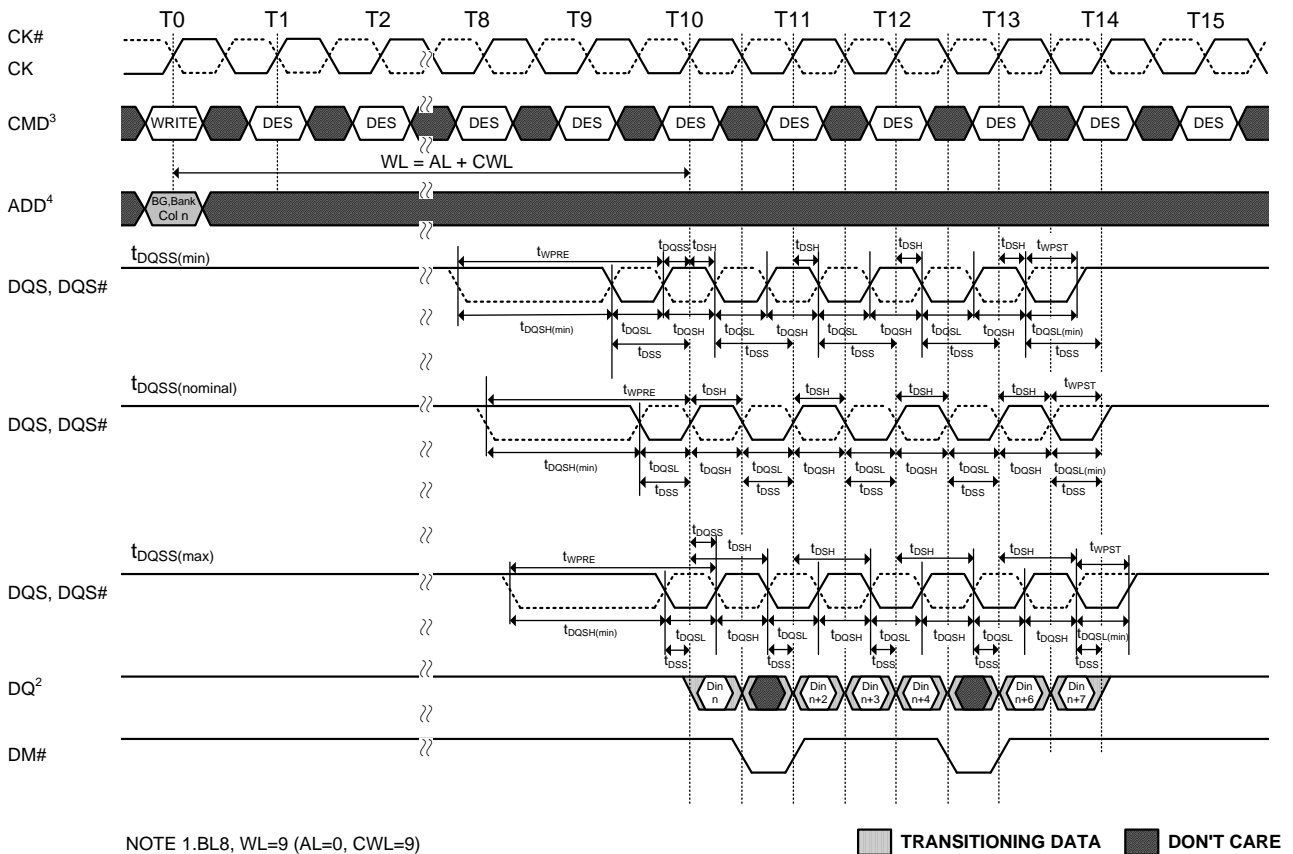 T0 T1 T2 T8 T9 T10 T11 T12 T13 T14 T15
CK#
CK
CMD3 WRITE DES DES DES DES DES DES DES DES DES DES
WL = AL + CWL
ADD4 BG,Bank
Col n
tDQSS(min) tWPRE tDQSS tDSH tDSH tDSH tDSH tWPST
DQS, DQS#
tDQSH(min) tDQSL tDQSH tDQSL tDQSH tDQSL tDQSH tDQSL tDQSH tDQSL(min)
tDSS tDSS tDSS tDSS tDSS
tDQSS(nominal) tWPRE tDSH tDSH tDSH tDSH tWPST
DQS, DQS#
tDQSH(min) tDQSL tDQSH tDQSL tDQSH tDQSL tDQSH tDQSL tDQSH tDQSL(min)
tDSS tDSS tDSS tDSS tDSS
tDQSS
tDQSS(max) tWPRE tDSH tDSH tDSH tDSH tWPST
DQS, DQS#
tDQSH(min) tDQSL tDQSH tDQSL tDQSH tDQSL tDQSH tDQSL tDQSH tDQSL(min)
tDSS tDSS tDSS tDSS tDSS
DQ2 Din Din Din Din Din Din
n n+2 n+3 n+4 n+6 n+7
DM#
NOTE 1.BL8, WL=9 (AL=0, CWL=9) TRANSITIONING DATA DON'T CARE